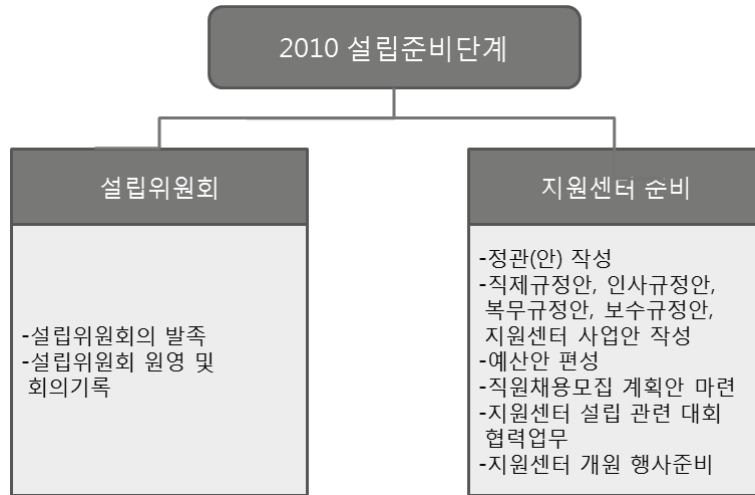 2010 설립준비단계
설립위원회
-설립위원회의 발족
-설립위원회 원영 및
회의기록
지원센터 준비
-정관(안) 작성
-직제규정안, 인사규정안,
복무규정안, 보수규정안,
지원센터 사업안 작성
-예산안 편성
-직원채용모집 계획안 마련
-지원센터 설립 관련 대회
협력업무
-지원센터 개원 행사준비